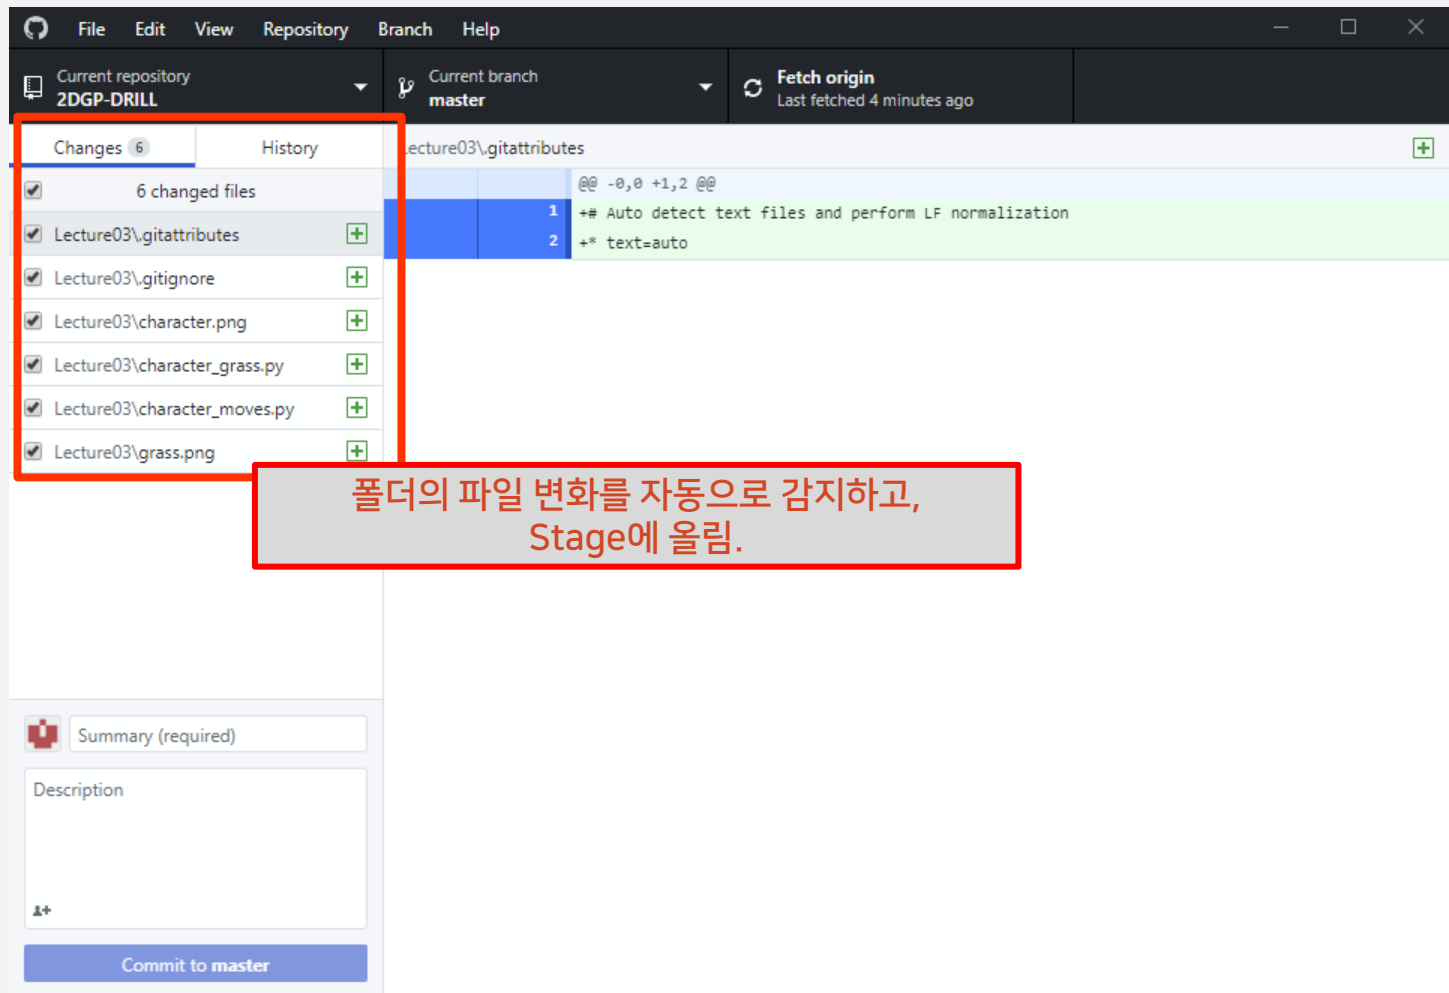 File Edit View Repository Branch Help
Current repository
2DGP-DRILL
Current branch
master
Fetch origin
Last fetched 4 minutes ago
Changes 6
History
6 changed files
Lecture03\.gitattributes
Lecture03\.gitignore
Lecture03\character.png
Lecture03\character_grass.py
Lecture03\character_moves.py
Lecture03\grass.png
ecture03\.gitattributes
@@ -0,0 +1,2 @@
1 +# Auto detect text files and perform LF normalization
2 +* text=auto
폴더의 파일 변화를 자동으로 감지하고,
Stage에 올림.
Summary (required)
Description
Commit to master